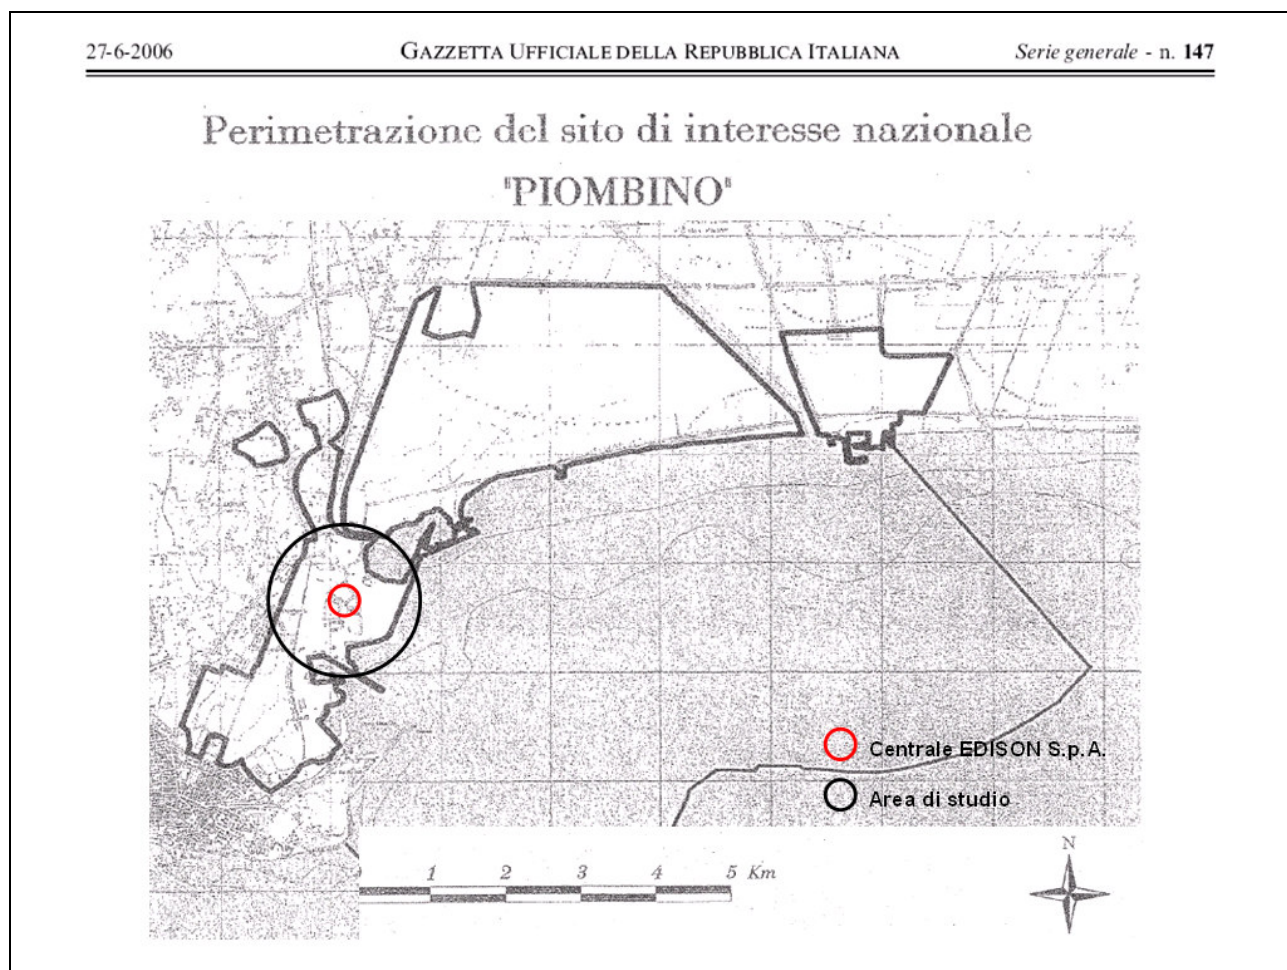 27-6-2006 GAZZETTA UFFICIALE DELLA REPUBBLICA ITALIANA Serie generale - n. 147
Perimetrazione del sito di interesse nazionale
"PIOMBINO"
Centrale EDISON S.p.A.
Area di studio
N
1 2 3 4 5 Km